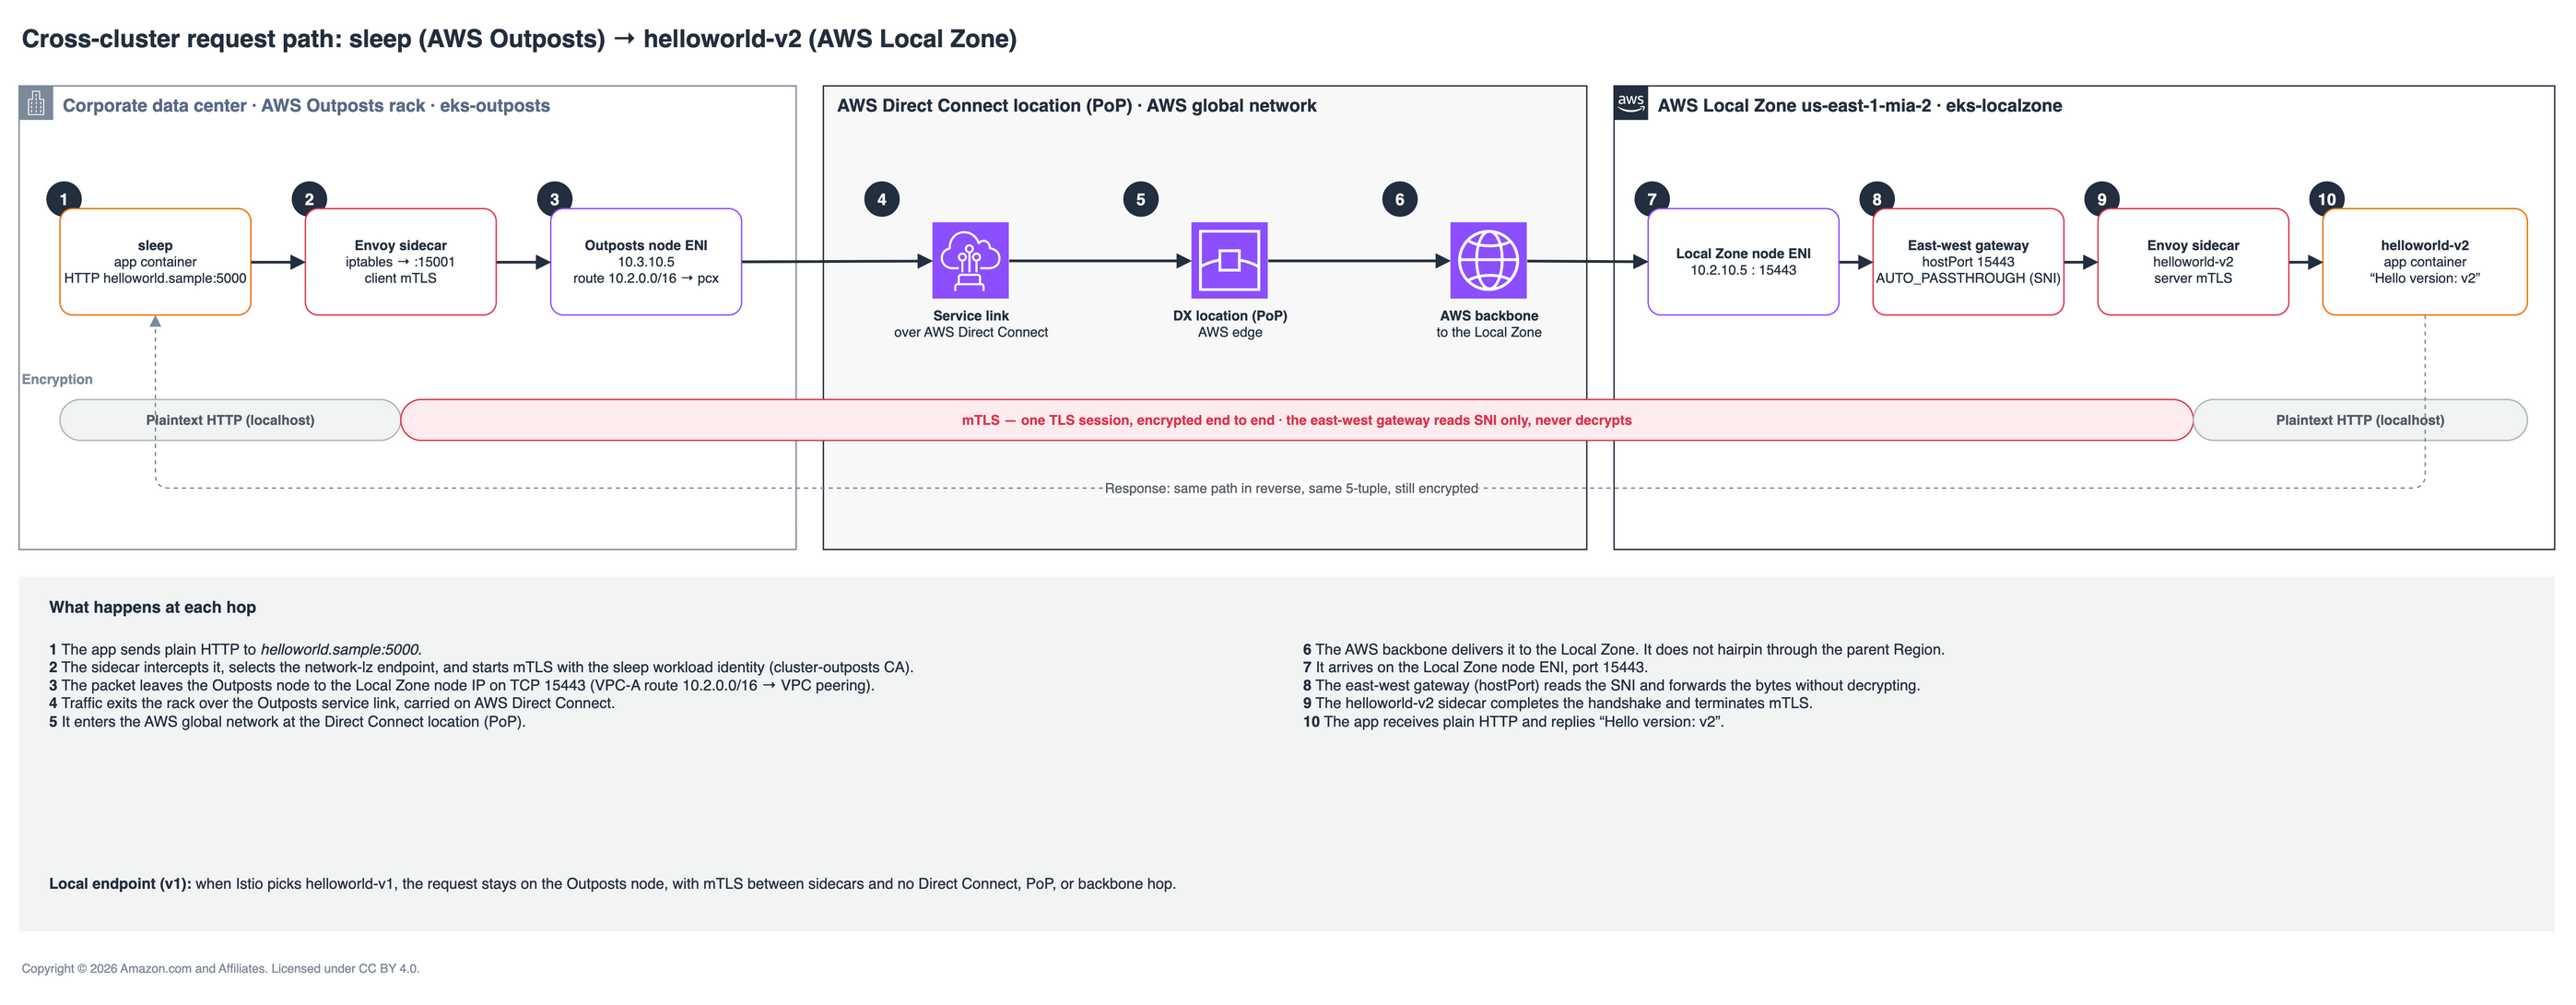 Cross-cluster request path: sleep (AWS Outposts) → helloworld-v2 (AWS Local Zone)
Corporate data center · AWS Outposts rack · eks-outposts
AWS Direct Connect location (PoP) · AWS global network
aws
AWS Local Zone us-east-1-mia-2 · eks-localzone
1
sleep
app container
HTTP helloworld.sample:5000
2
Envoy sidecar
iptables → :15001
client mTLS
3
Outposts node ENI
10.3.10.5
route 10.2.0.0/16 → pcx
4
Service link
over AWS Direct Connect
5
DX location (PoP)
AWS edge
6
AWS backbone
to the Local Zone
7
Local Zone node ENI
10.2.10.5 : 15443
8
East-west gateway
hostPort 15443
AUTO_PASSTHROUGH (SNI)
9
Envoy sidecar
helloworld-v2
server mTLS
10
helloworld-v2
app container
“Hello version: v2”
Encryption
Plaintext HTTP (localhost)
mTLS — one TLS session, encrypted end to end · the east-west gateway reads SNI only, never decrypts
Plaintext HTTP (localhost)
Response: same path in reverse, same 5-tuple, still encrypted
What happens at each hop
1 The app sends plain HTTP to helloworld.sample:5000.
2 The sidecar intercepts it, selects the network-lz endpoint, and starts mTLS with the sleep workload identity (cluster-outposts CA).
3 The packet leaves the Outposts node to the Local Zone node IP on TCP 15443 (VPC-A route 10.2.0.0/16 → VPC peering).
4 Traffic exits the rack over the Outposts service link, carried on AWS Direct Connect.
5 It enters the AWS global network at the Direct Connect location (PoP).
6 The AWS backbone delivers it to the Local Zone. It does not hairpin through the parent Region.
7 It arrives on the Local Zone node ENI, port 15443.
8 The east-west gateway (hostPort) reads the SNI and forwards the bytes without decrypting.
9 The helloworld-v2 sidecar completes the handshake and terminates mTLS.
10 The app receives plain HTTP and replies “Hello version: v2”.
Local endpoint (v1): when Istio picks helloworld-v1, the request stays on the Outposts node, with mTLS between sidecars and no Direct Connect, PoP, or backbone hop.
Copyright © 2026 Amazon.com and Affiliates. Licensed under CC BY 4.0.